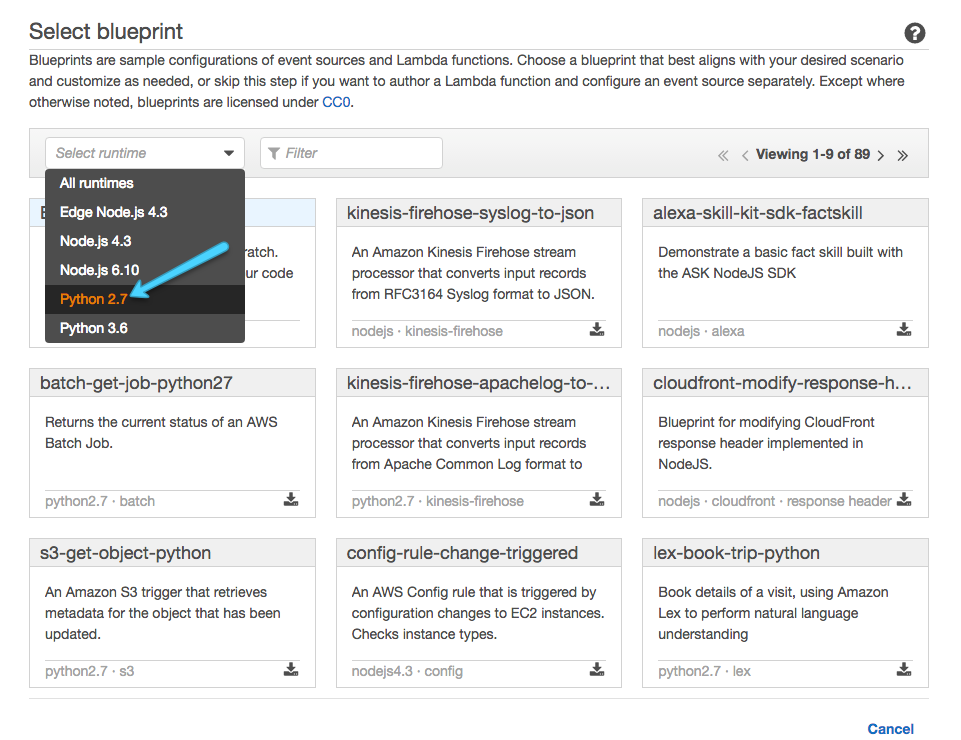 Select blueprint
Blueprints are sample configurations of event sources and Lambda functions. Choose a blueprint that best aligns with your desired scenario
and customize as needed, or skip this step if you want to author a Lambda function and configure an event source separately. Except where
otherwise noted, blueprints are licensed under CC0.
Select runtime
Filter
« ‹ Viewing 1-9 of 89 › »
All runtimes
Edge Node.js 4.3
Node.js 4.3
Node.js 6.10
Python 2.7
Python 3.6
ratch.
ur code
kinesis-firehose-syslog-to-json
An Amazon Kinesis Firehose stream
processor that converts input records
from RFC3164 Syslog format to JSON.
nodejs · kinesis-firehose
alexa-skill-kit-sdk-factskill
Demonstrate a basic fact skill built with
the ASK NodeJS SDK
nodejs · alexa
batch-get-job-python27
Returns the current status of an AWS
Batch Job.
python2.7 · batch
kinesis-firehose-apachelog-to-...
An Amazon Kinesis Firehose stream
processor that converts input records
from Apache Common Log format to
python2.7 · kinesis-firehose
cloudfront-modify-response-h...
Blueprint for modifying CloudFront
response header implemented in
NodeJS.
nodejs · cloudfront · response header
s3-get-object-python
An Amazon S3 trigger that retrieves
metadata for the object that has been
updated.
python2.7 · s3
config-rule-change-triggered
An AWS Config rule that is triggered by
configuration changes to EC2 instances.
Checks instance types.
nodejs4.3 · config
lex-book-trip-python
Book details of a visit, using Amazon
Lex to perform natural language
understanding
python2.7 · lex
Cancel